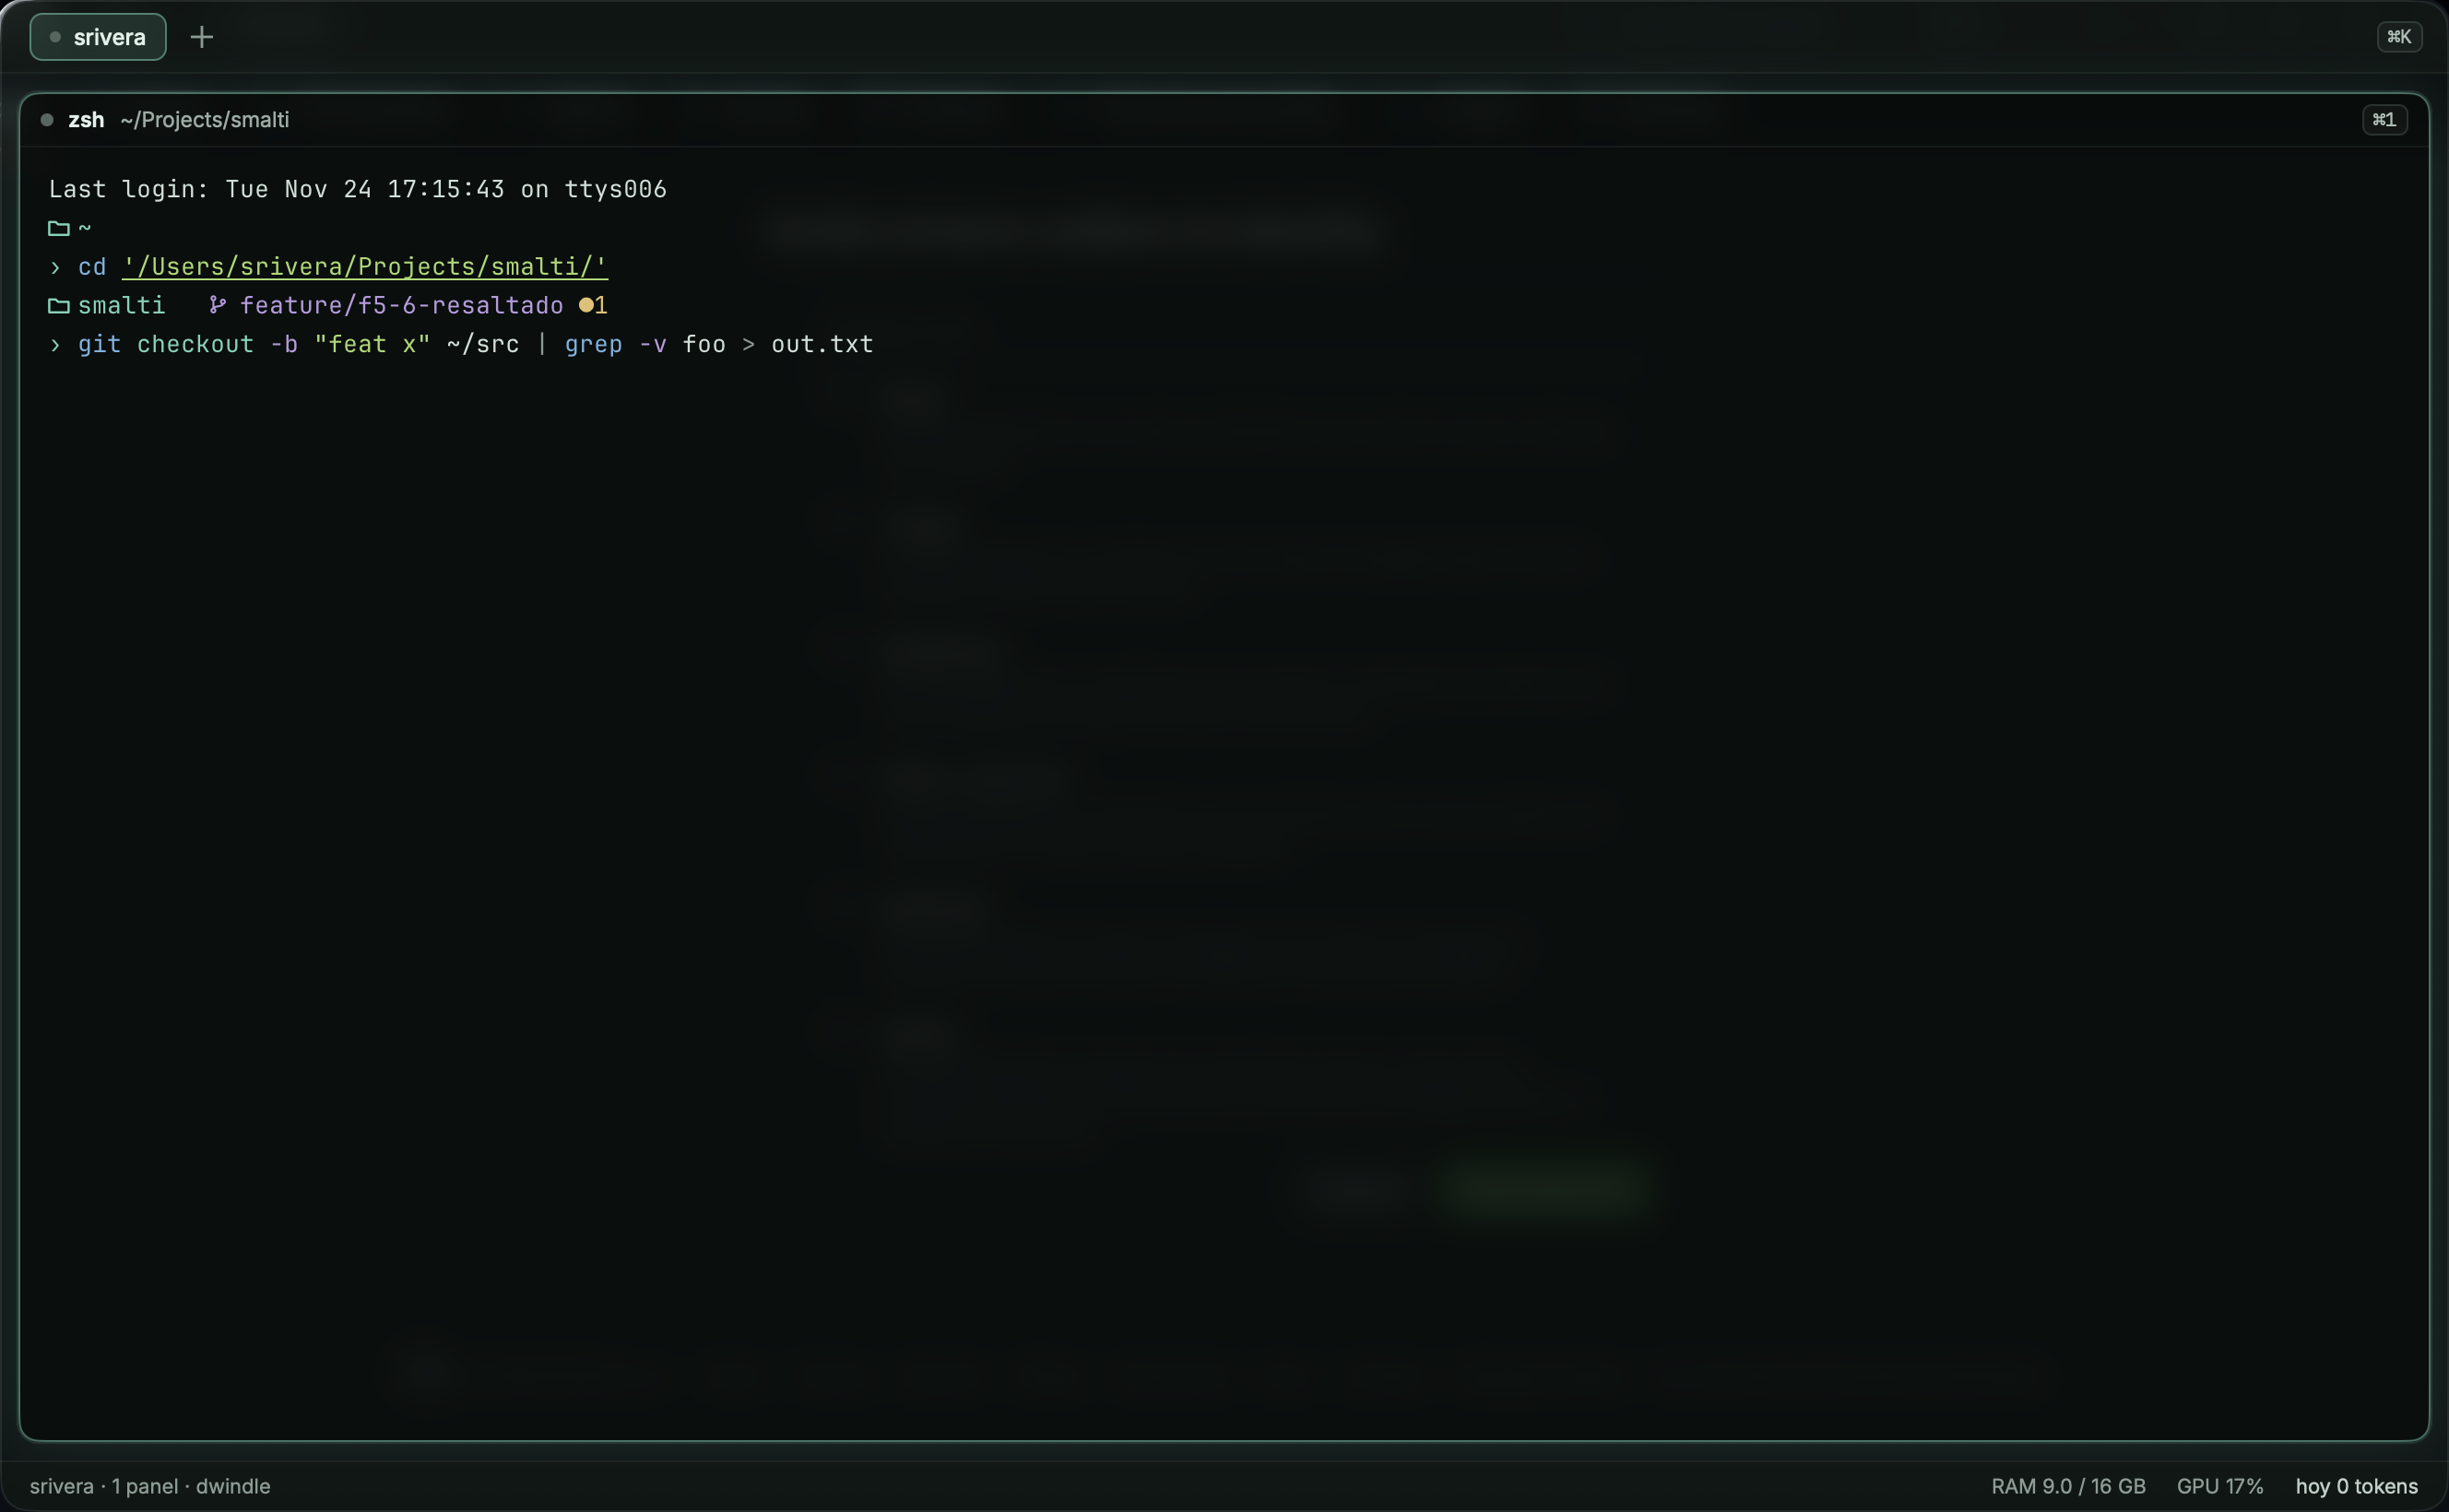 srivera +
⌘K
zsh ~/Projects/smalti
⌘1
Last login: Tue Nov 24 17:15:43 on ttys006
~
› cd '/Users/srivera/Projects/smalti/'
smalti feature/f5-6-resaltado ●1
› git checkout -b "feat x" ~/src | grep -v foo > out.txt
srivera · 1 panel · dwindle
RAM 9.0 / 16 GB GPU 17% hoy 0 tokens